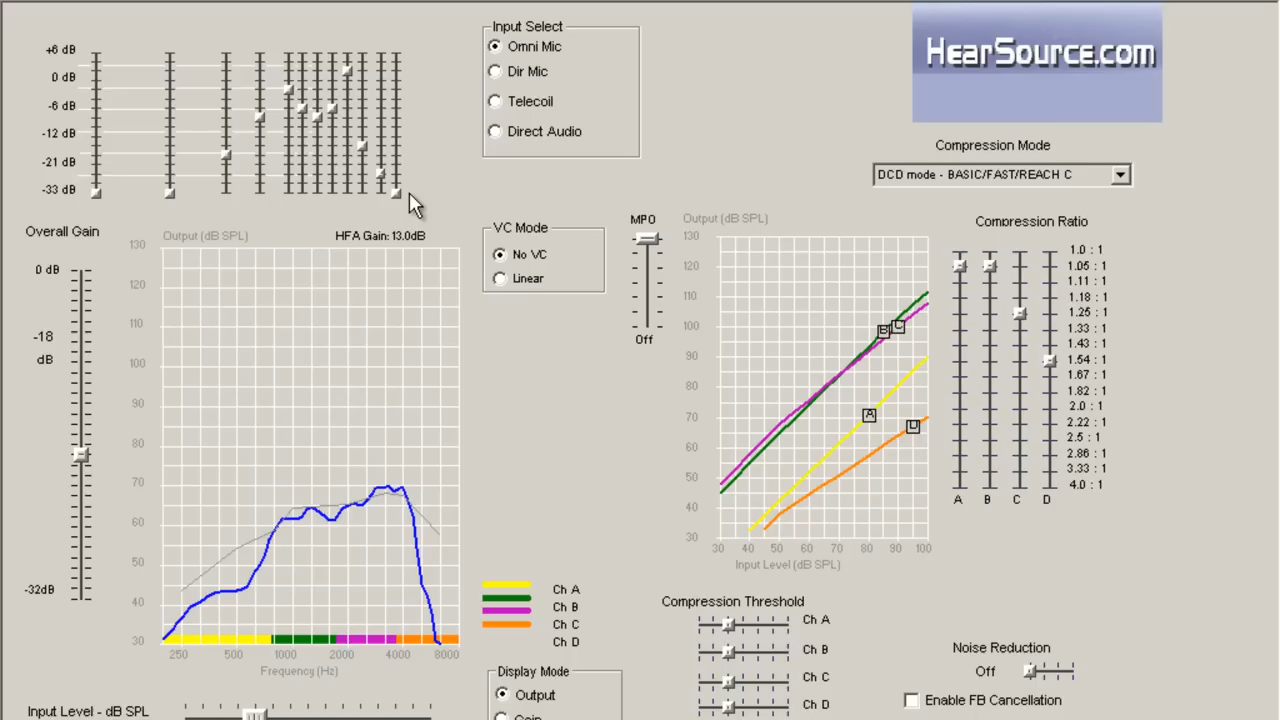 Input Select
Omni Mic
Dir Mic
Telecoil
Direct Audio
HearSource.com
+6 dB
0 dB
-6 dB
-12 dB
-21 dB
-33 dB
Compression Mode
DCD mode - BASIC/FAST/REACH C
Overall Gain
Output (dB SPL)
HFA Gain: 13.0dB
VC Mode
No VC
Linear
MPO
Off
Output (dB SPL)
Compression Ratio
0 dB
-18
dB
-32dB
130
120
110
100
90
80
70
60
50
40
30
250
500
1000
2000
4000
8000
Frequency (Hz)
130
120
110
100
90
80
70
60
50
40
30
B
C
A
D
30
40
50
60
70
80
90
100
Input Level (dB SPL)
1.0 : 1
1.05 : 1
1.11 : 1
1.18 : 1
1.25 : 1
1.33 : 1
1.43 : 1
1.54 : 1
1.67 : 1
1.82 : 1
2.0 : 1
2.22 : 1
2.5 : 1
2.86 : 1
3.33 : 1
4.0 : 1
A
B
C
D
Ch A
Ch B
Ch C
Ch D
Compression Threshold
Ch A
Ch B
Ch C
Ch D
Noise Reduction
Off
Enable FB Cancellation
Display Mode
Output
Gain
Input Level - dB SPL